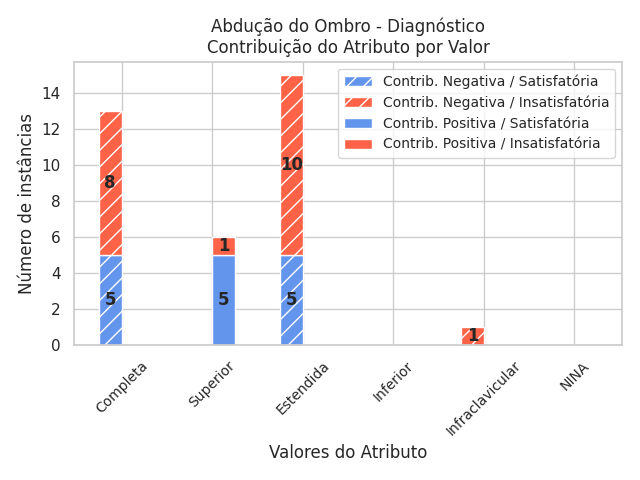 Abdução do Ombro - Diagnóstico
Contribuição do Atributo por Valor
Contrib. Negativa / Satisfatória
Contrib. Negativa / Insatisfatória
Contrib. Positiva / Satisfatória
Contrib. Positiva / Insatisfatória
Número de instâncias
14
12
10
8
6
4
2
0
8
5
1
5
10
5
1
Completa
Superior
Estendida
Inferior
Infraclavicular
NINA
Valores do Atributo